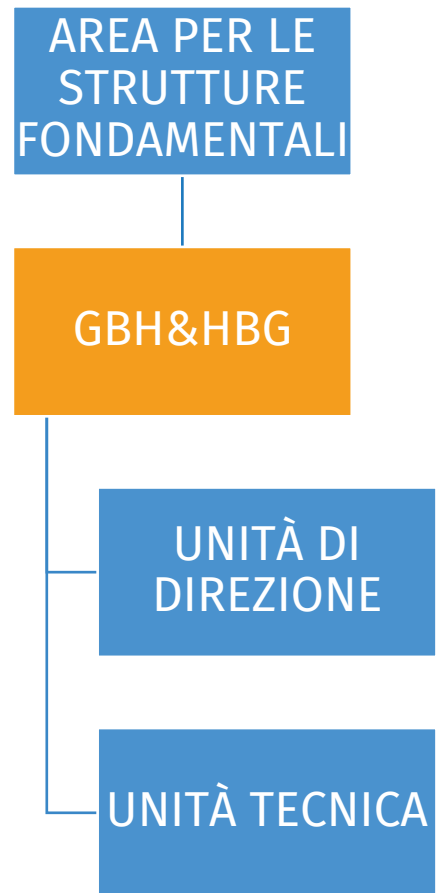 AREA PER LE
STRUTTURE
FONDAMENTALI
GBH&HBG
UNITÀ DI
DIREZIONE
UNITÀ TECNICA